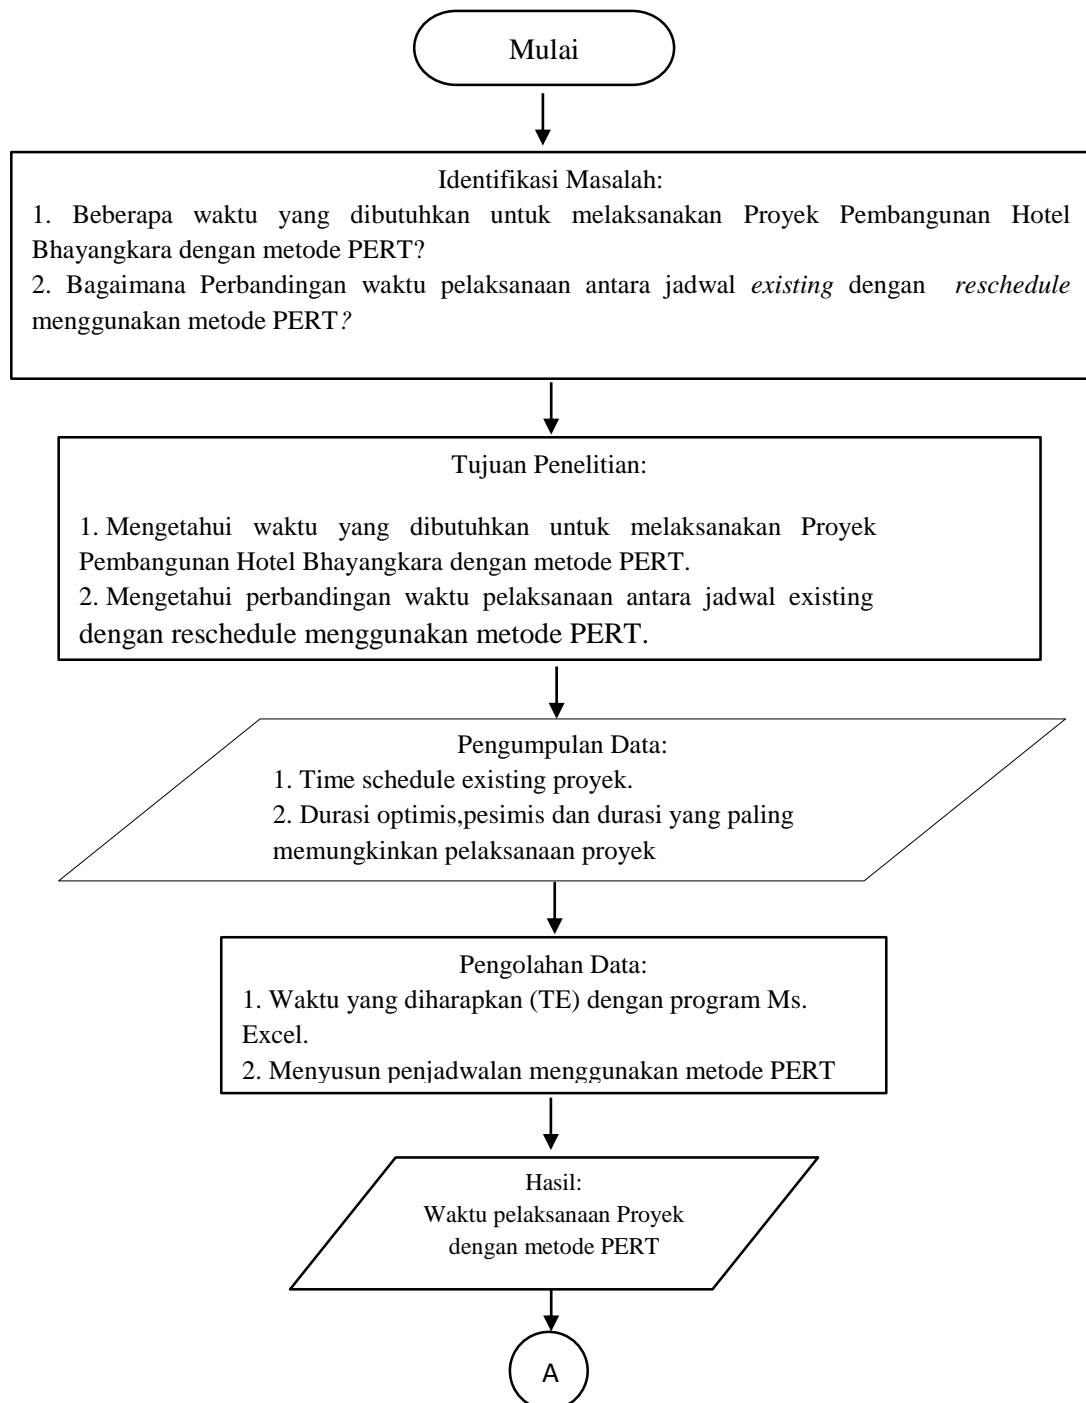 Mulai
Identifikasi Masalah:
1. Beberapa waktu yang dibutuhkan untuk melaksanakan Proyek Pembangunan Hotel
Bhayangkara dengan metode PERT?
2. Bagaimana Perbandingan waktu pelaksanaan antara jadwal existing dengan reschedule
menggunakan metode PERT?
Tujuan Penelitian:
1. Mengetahui waktu yang dibutuhkan untuk melaksanakan Proyek
Pembangunan Hotel Bhayangkara dengan metode PERT.
2. Mengetahui perbandingan waktu pelaksanaan antara jadwal existing
dengan reschedule menggunakan metode PERT.
Pengumpulan Data:
1. Time schedule existing proyek.
2. Durasi optimis,pesimis dan durasi yang paling
memungkinkan pelaksanaan proyek
Pengolahan Data:
1. Waktu yang diharapkan (TE) dengan program Ms.
Excel.
2. Menyusun penjadwalan menggunakan metode PERT
Hasil:
Waktu pelaksanaan Proyek
dengan metode PERT
A